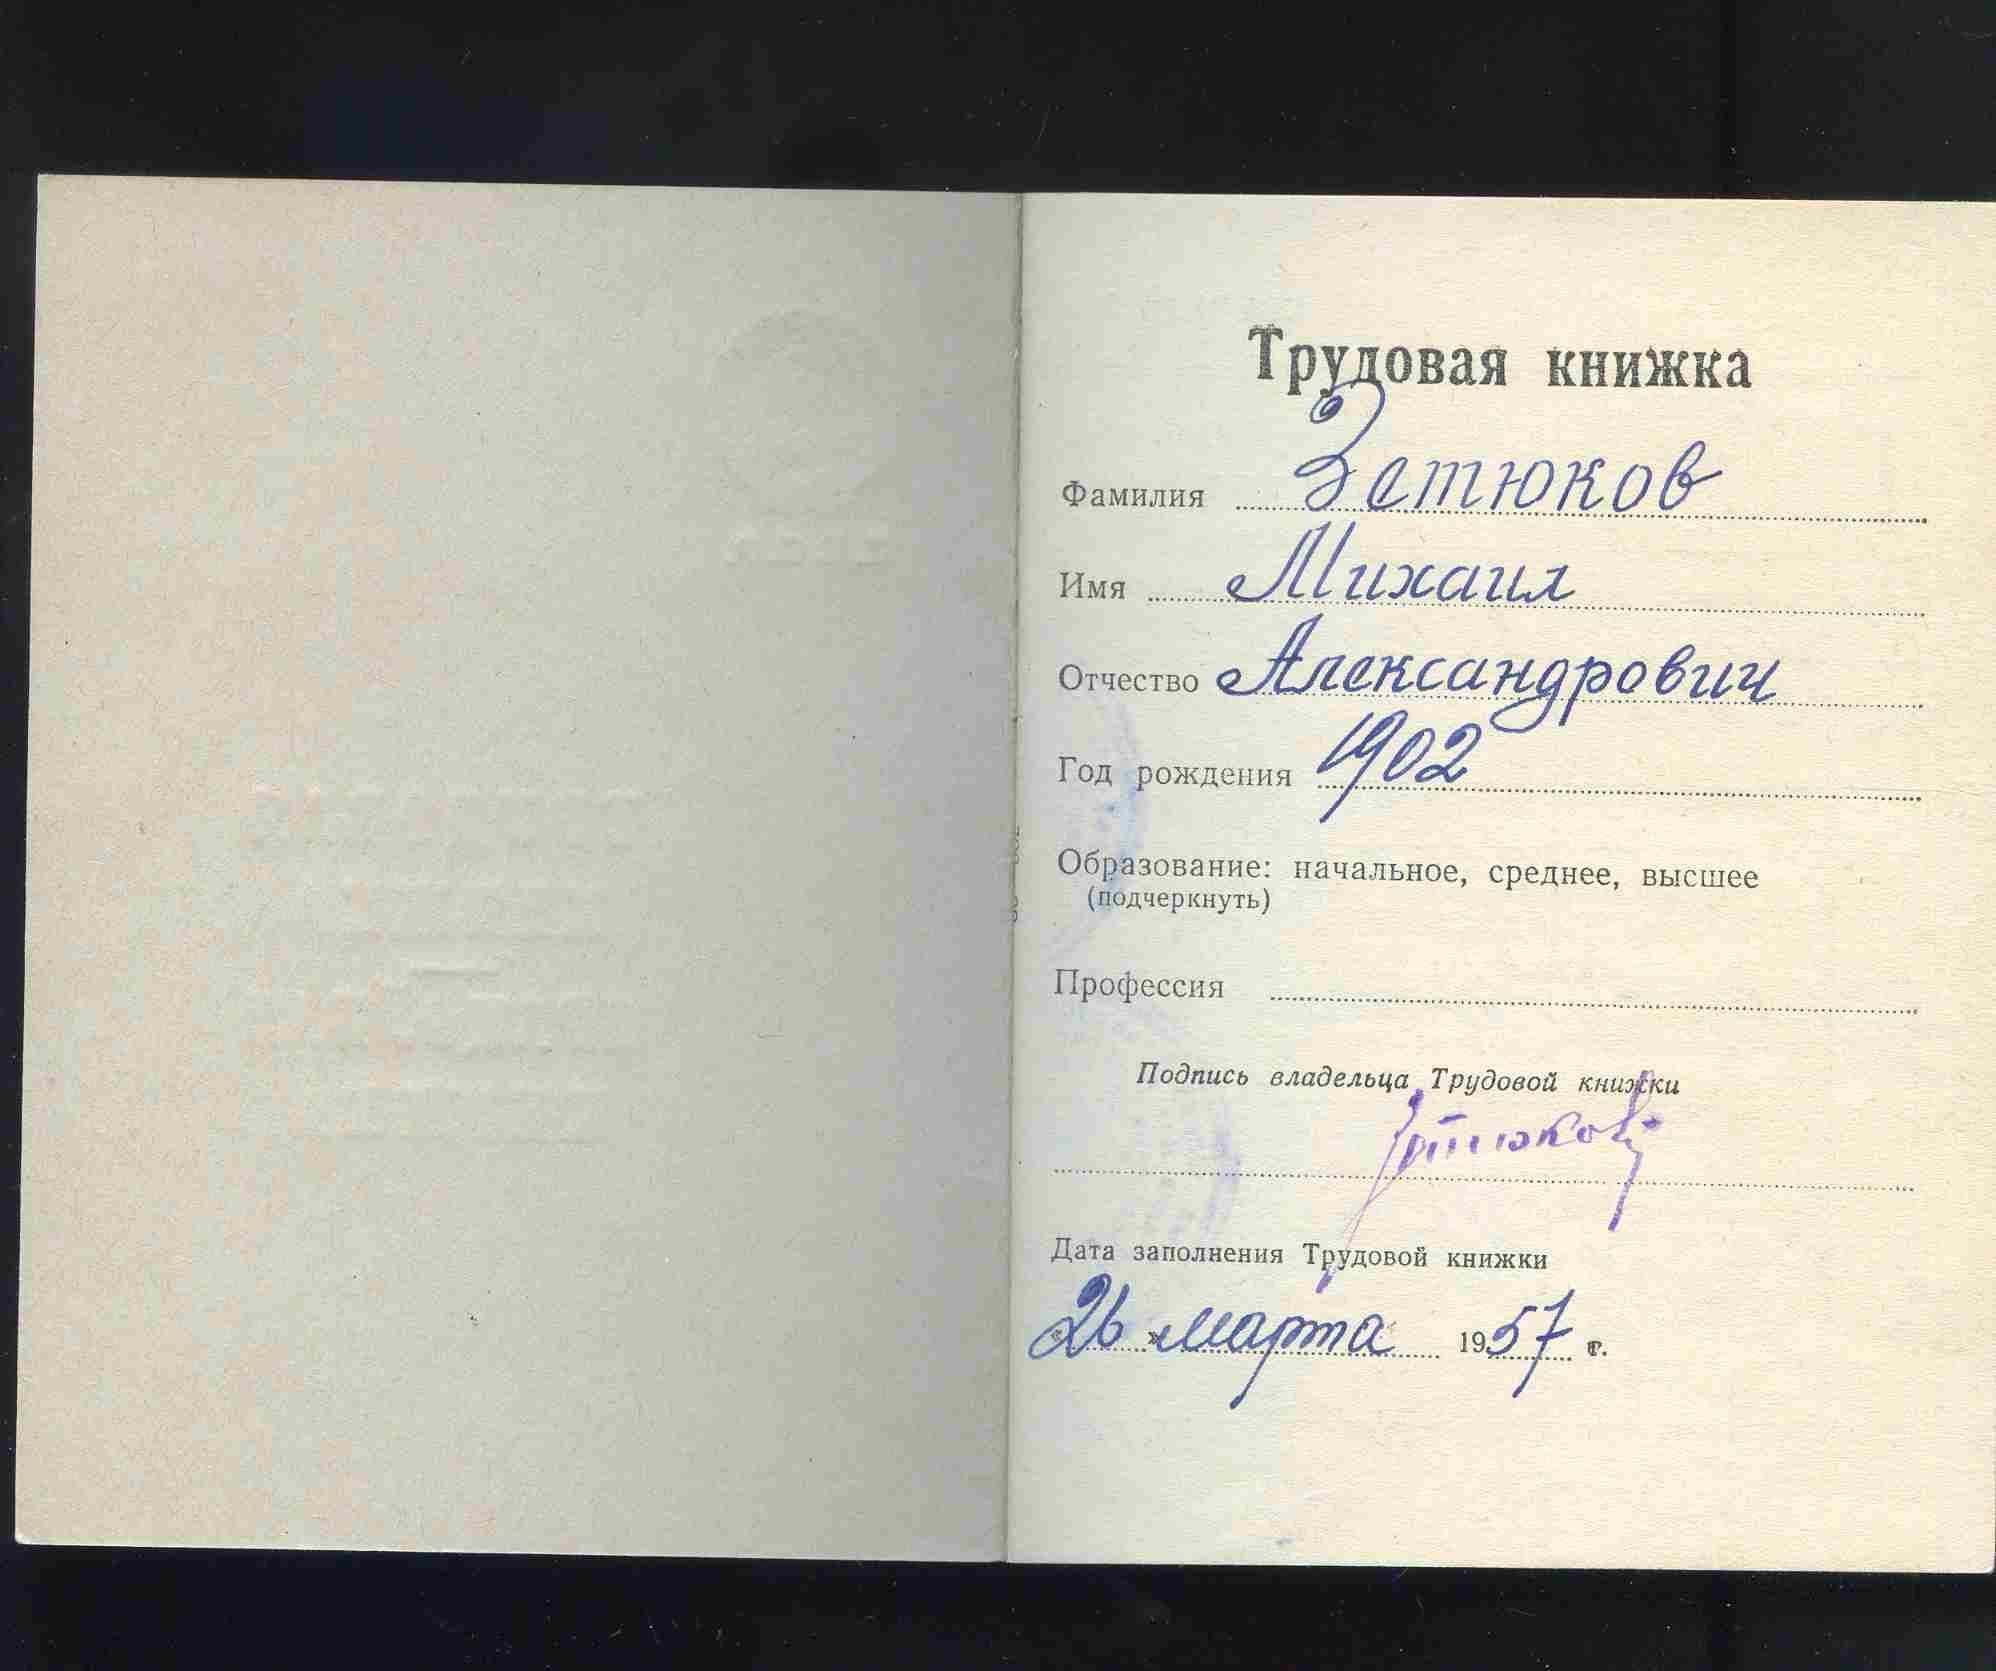 Трудовая книжка
Фамилия Зетюков
Имя Михаил
Отчество Александрович
Год рождения 1902
Образование: начальное, среднее, высшее
(подчеркнуть)
Профессия
Подпись владельца Трудовой книжки
Дата заполнения Трудовой книжки
«26» марта 1957 г.